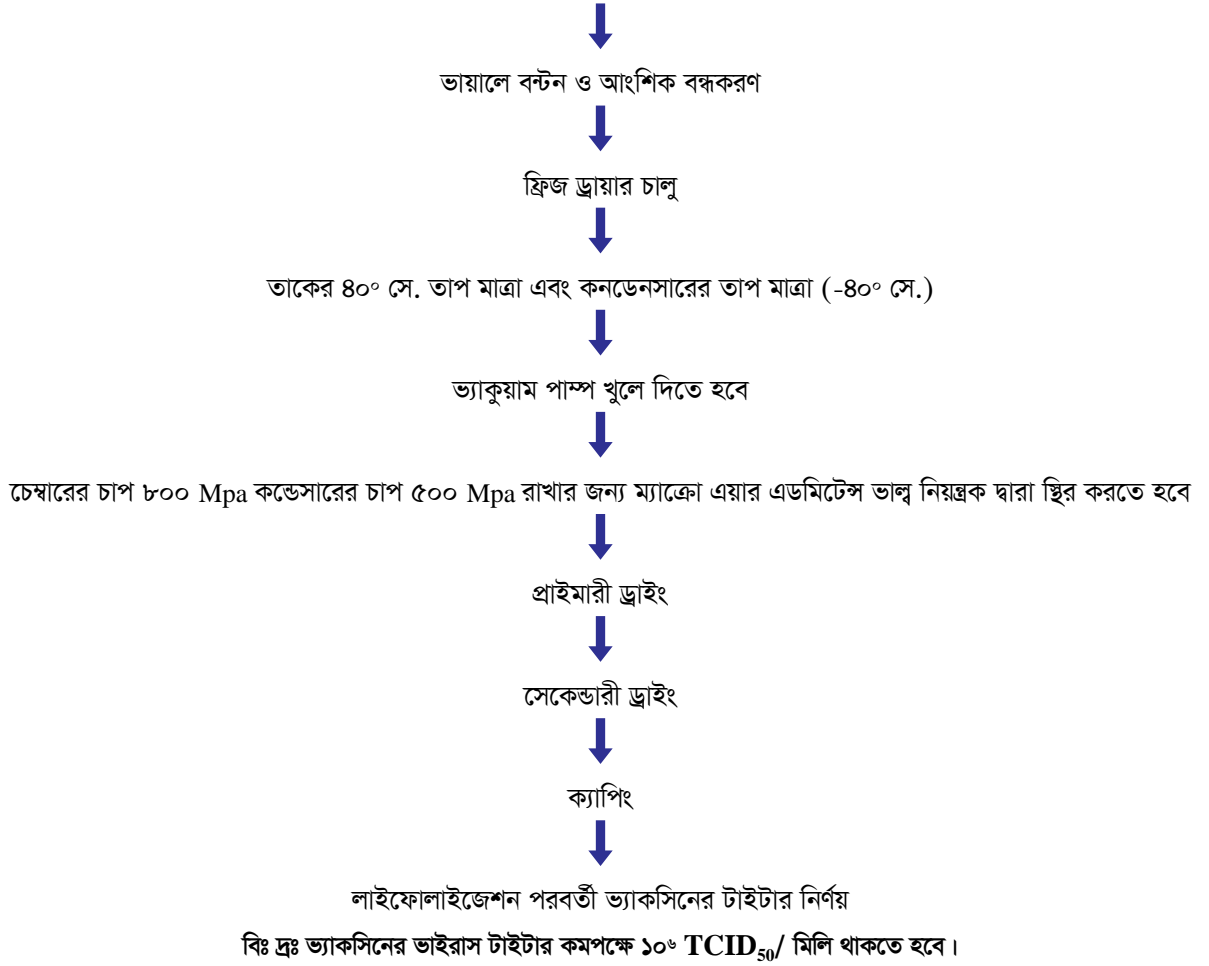 ভায়ালে বন্টন ও আংশিক বন্ধকরণ
ফ্রিজ ড্রায়ার চালু
তাকের ৪০° সে. তাপ মাত্রা এবং কনডেনসারের তাপ মাত্রা (-৪০° সে.)
ভ্যাকুয়াম পাম্প খুলে দিতে হবে
চেম্বারের চাপ ৮০০ Mpa কন্ডেসারের চাপ ৫০০ Mpa রাখার জন্য ম্যাক্রো এয়ার এডমিটেন্স ভাল্ব নিয়ন্ত্রক দ্বারা স্থির করতে হবে
প্রাইমারী ড্রাইং
সেকেন্ডারী ড্রাইং
ক্যাপিং
লাইফোলাইজেশন পরবর্তী ভ্যাকসিনের টাইটার নির্ণয়
বিঃ দ্রঃ ভ্যাকসিনের ভাইরাস টাইটার কমপক্ষে ১০⁶ TCID₅₀/ মিলি থাকতে হবে।